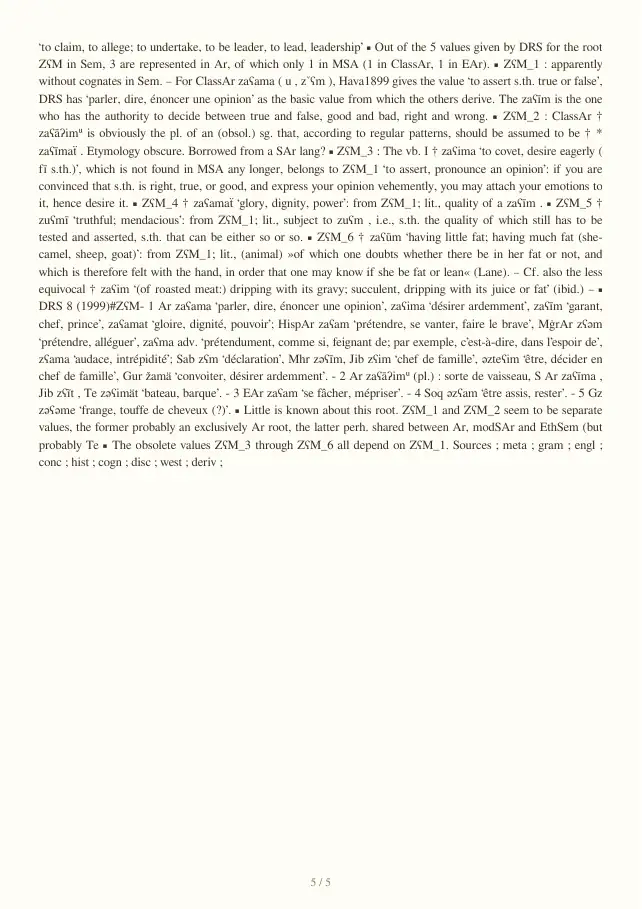 ‘to claim, to allege; to undertake, to be leader, to lead, leadership’ ▪ Out of the 5 values given by DRS for the root
ZʕM in Sem, 3 are represented in Ar, of which only 1 in MSA (1 in ClassAr, 1 in EAr). ▪ ZʕM_1 : apparently
without cognates in Sem. – For ClassAr zaʕama ( u , zˇʕm ), Hava1899 gives the value ‘to assert s.th. true or false’,
DRS has ‘parler, dire, énoncer une opinion’ as the basic value from which the others derive. The zaʕīm is the one
who has the authority to decide between true and false, good and bad, right and wrong. ▪ ZʕM_2 : ClassAr †
zaʕāʔimᵘ is obviously the pl. of an (obsol.) sg. that, according to regular patterns, should be assumed to be † *
zaʕīmaẗ . Etymology obscure. Borrowed from a SAr lang? ▪ ZʕM_3 : The vb. I † zaʕima ‘to covet, desire eagerly (
fī s.th.)’, which is not found in MSA any longer, belongs to ZʕM_1 ‘to assert, pronounce an opinion’: if you are
convinced that s.th. is right, true, or good, and express your opinion vehemently, you may attach your emotions to
it, hence desire it. ▪ ZʕM_4 † zaʕamaẗ ‘glory, dignity, power’: from ZʕM_1; lit., quality of a zaʕīm . ▪ ZʕM_5 †
zuʕmī ‘truthful; mendacious’: from ZʕM_1; lit., subject to zuʕm , i.e., s.th. the quality of which still has to be
tested and asserted, s.th. that can be either so or so. ▪ ZʕM_6 † zaʕūm ‘having little fat; having much fat (she-
camel, sheep, goat)’: from ZʕM_1; lit., (animal) »of which one doubts whether there be in her fat or not, and
which is therefore felt with the hand, in order that one may know if she be fat or lean« (Lane). – Cf. also the less
equivocal † zaʕim ‘(of roasted meat:) dripping with its gravy; succulent, dripping with its juice or fat’ (ibid.) – ▪
DRS 8 (1999)#ZʕM- 1 Ar zaʕama ‘parler, dire, énoncer une opinion’, zaʕima ‘désirer ardemment’, zaʕīm ‘garant,
chef, prince’, zaʕamat ‘gloire, dignité, pouvoir’; HispAr zaʕam ‘prétendre, se vanter, faire le brave’, MġrAr zʕəm
‘prétendre, alléguer’, zaʕma adv. ‘prétendument, comme si, feignant de; par exemple, c’est-à-dire, dans l’espoir de’,
zʕama ‘audace, intrépidité’; Sab zʕm ‘déclaration’, Mhr zəʕīm, Jib zʕim ‘chef de famille’, əzteʕim ‘être, décider en
chef de famille’, Gur žamä ‘convoiter, désirer ardemment’. - 2 Ar zaʕāʔimᵘ (pl.) : sorte de vaisseau, S Ar zaʕīma ,
Jib zʕīt , Te zəʕimät ‘bateau, barque’. - 3 EAr zaʕam ‘se fâcher, mépriser’. - 4 Soq əzʕam ‘être assis, rester’. - 5 Gz
zəʕəme ‘frange, touffe de cheveux (?)’. ▪ Little is known about this root. ZʕM_1 and ZʕM_2 seem to be separate
values, the former probably an exclusively Ar root, the latter perh. shared between Ar, modSAr and EthSem (but
probably Te ▪ The obsolete values ZʕM_3 through ZʕM_6 all depend on ZʕM_1. Sources ; meta ; gram ; engl ;
conc ; hist ; cogn ; disc ; west ; deriv ;
5 / 5